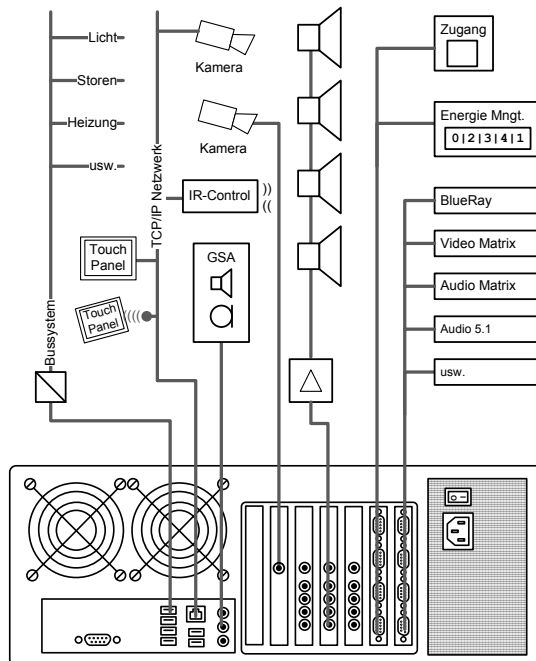 Licht
Storen
Heizung
usw.
Bussystem
TCP/IP Netzwerk
Touch
Panel
Touch
Panel
Kamera
Kamera
IR-Control
GSA
Zugang
Energie Mngt.
0|2|3|4|1
BlueRay
Video Matrix
Audio Matrix
Audio 5.1
usw.